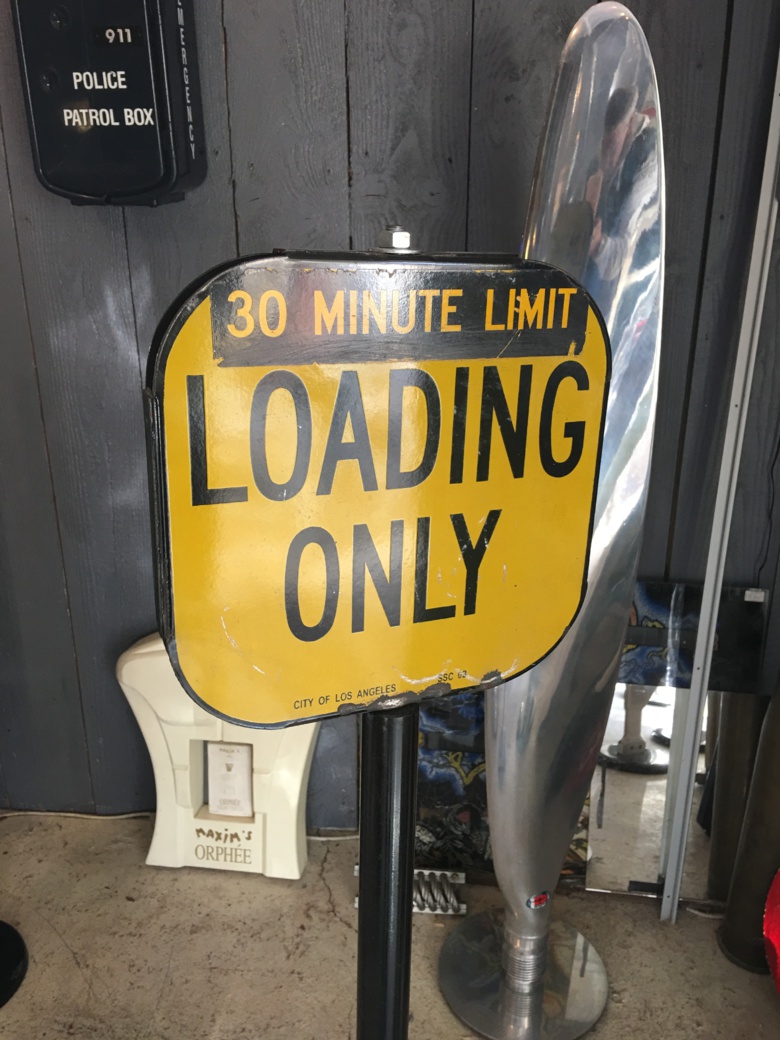 911
POLICE
PATROL BOX
EMERGENCY
30 MINUTE LIMIT
LOADING
ONLY
CITY OF LOS ANGELES
MAXIM'S
ORPHÉE